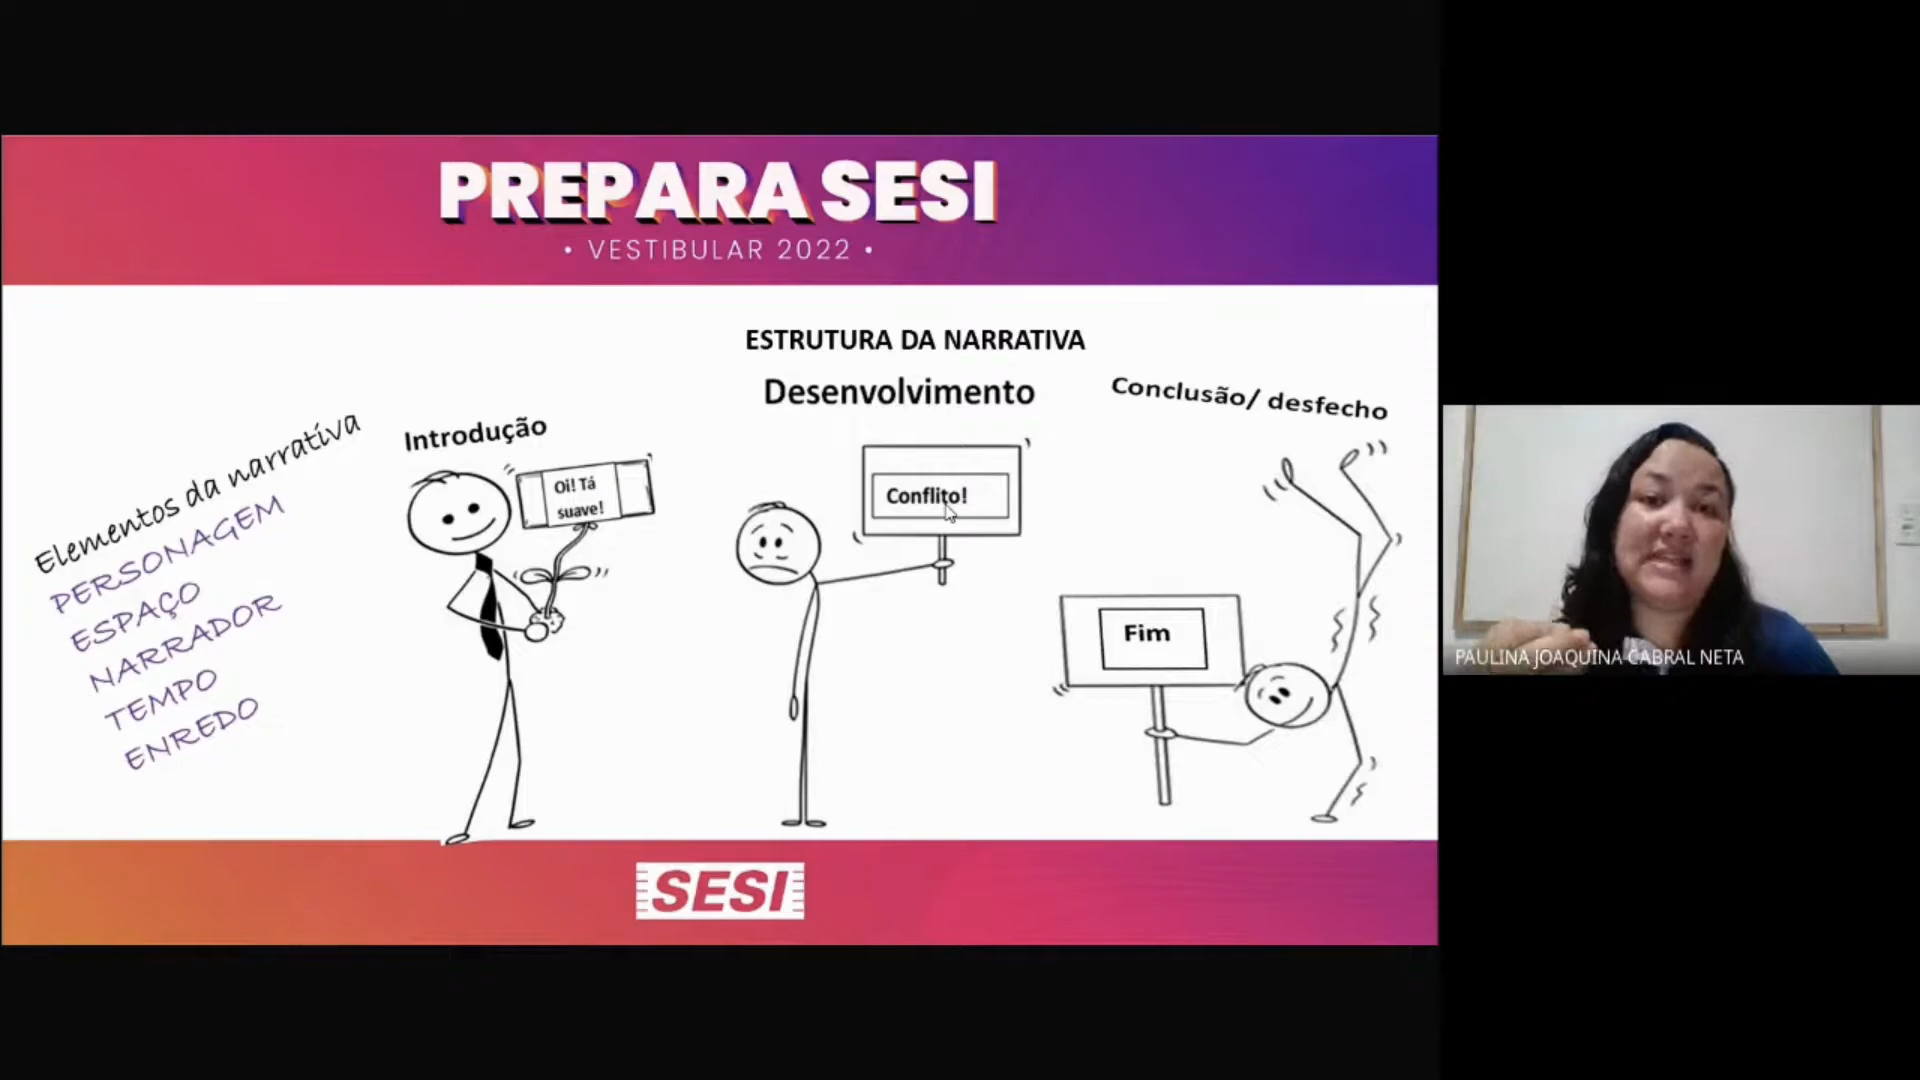 PREPARA SESI
• VESTIBULAR 2022 •
ESTRUTURA DA NARRATIVA
Elementos da narrativa
PERSONAGEM
ESPAÇO
NARRADOR
TEMPO
ENREDO
Introdução
Oi! Tá
suave!
Desenvolvimento
Conflito!
Conclusão/ desfecho
Fim
SESI
PAULINA JOAQUINA CABRAL NETA